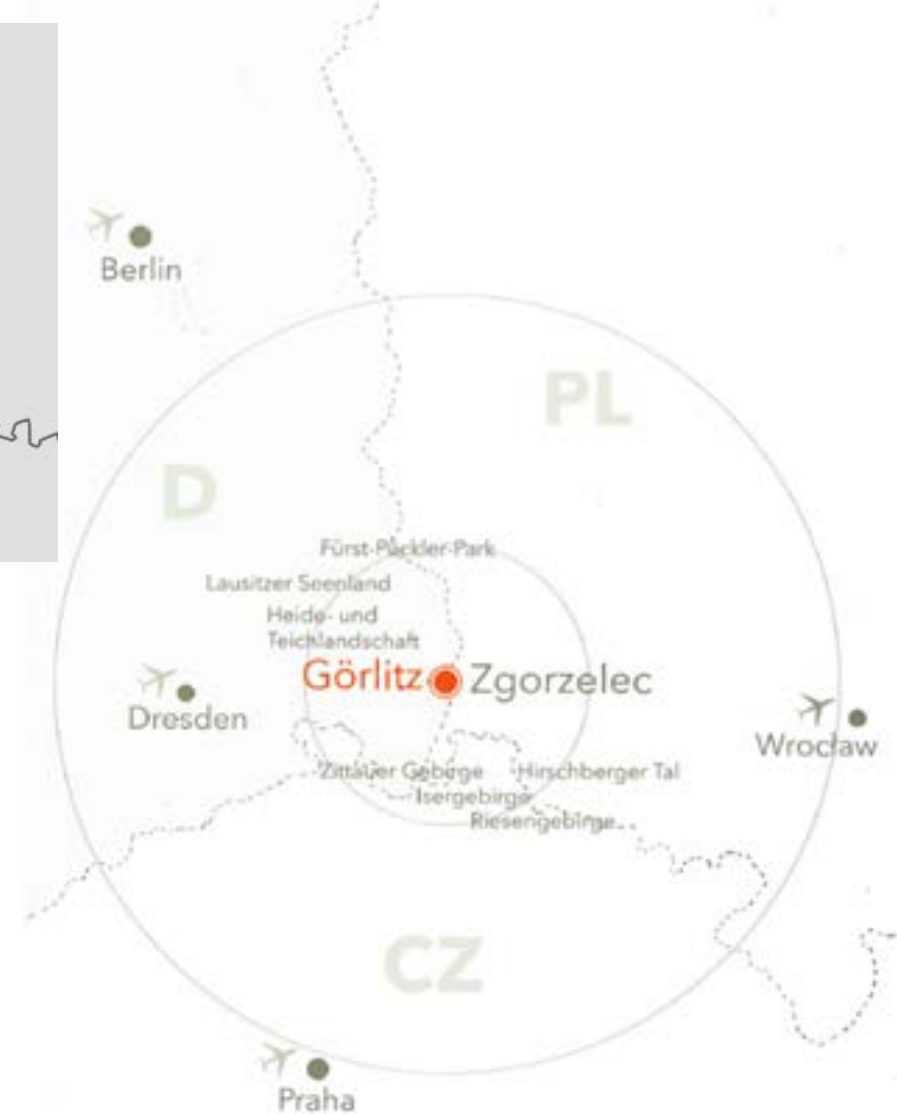 Berlin
PL
D
Fürst-Pückler-Park
Lausitzer Seenland
Heide- und
Teichlandschaft
Görlitz Zgorzelec
Dresden
Wrocław
Zittauer Gebirge
Hirschberger Tal
Isergebirge
Riesengebirge
CZ
Praha